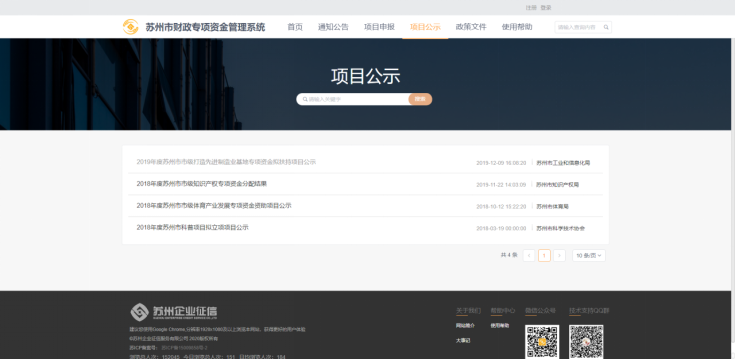 注册 登录
苏州市财政专项资金管理系统 首页 通知公告 项目申报 项目公示 政策文件 使用帮助 请输入查询内容
项目公示
请输入关键字 搜索
2019年度苏州市市级打造先进制造业基地专项资金拟扶持项目公示 2019-12-09 16:08:20 苏州市工业和信息化局
2018年度苏州市市级知识产权专项资金分配结果 2019-11-22 14:03:09 苏州市知识产权局
2018年度苏州市市级体育产业发展专项资金资助项目公示 2018-10-12 10:22:20 苏州市体育局
2018年度苏州市科普项目拟立项项目公示 2018-03-19 00:00:00 苏州市科学技术协会
共 4 条 1 10 条/页
苏州企业征信 关于我们 帮助中心 微信公众号 技术支持QQ群
网站简介 使用帮助
建议您使用Google Chrome,分辨率1920×1080及以上浏览本网站，获得更好的用户体验
©苏州企业征信服务有限公司 2020版权所有
大事记